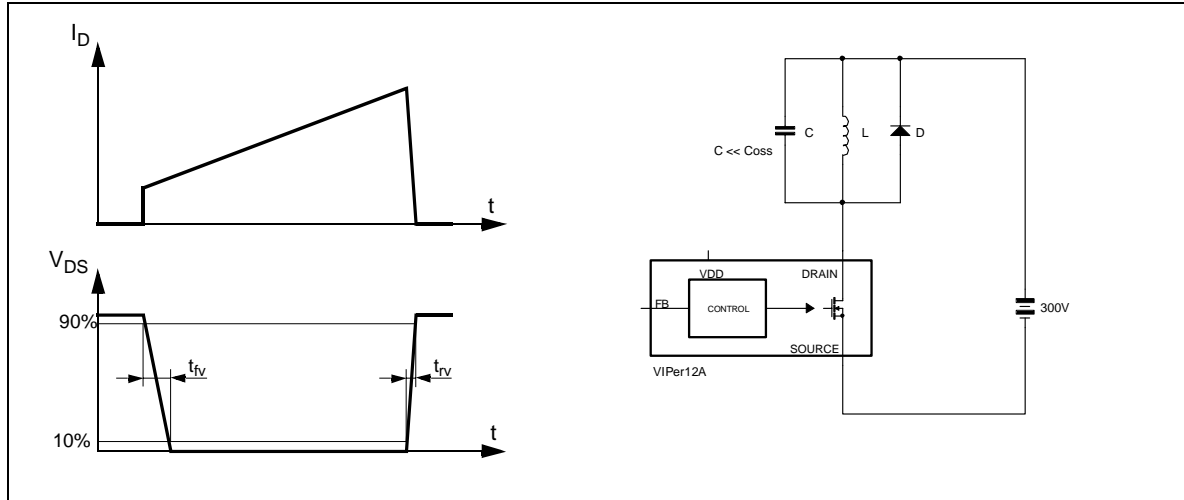 I_D
t
V_DS
90%
t_fv
t_rv
10%
t
C
L
D
C << Coss
VDD
DRAIN
FB
CONTROL
SOURCE
VIPer12A
300V